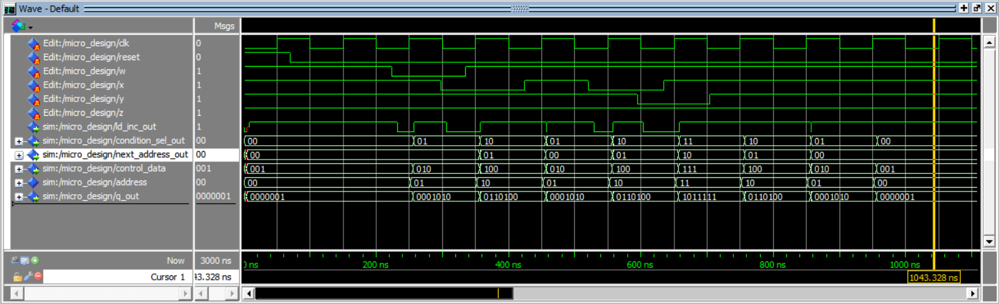 Wave - Default
Msgs
Edit:/micro_design/clk 0
Edit:/micro_design/reset 0
Edit:/micro_design/w 1
Edit:/micro_design/x 1
Edit:/micro_design/y 1
Edit:/micro_design/z 1
sim:/micro_design/ld_inc_out 1
sim:/micro_design/condition_sel_out 00 00 01 10 01 10 11 10 01 00
sim:/micro_design/next_address_out 00 00 01 00 01 10 01 00
sim:/micro_design/control_data 001 001 010 100 010 100 111 100 010 001
sim:/micro_design/address 00 00 01 10 01 10 11 10 01 00
sim:/micro_design/q_out 0000001 0000001 0001010 0110100 0001010 0110100 1011111 0110100 0001010 0000001
Now 3000 ns
200 ns 400 ns 600 ns 800 ns 1000 ns
Cursor 1 43.328 ns 1043.328 ns